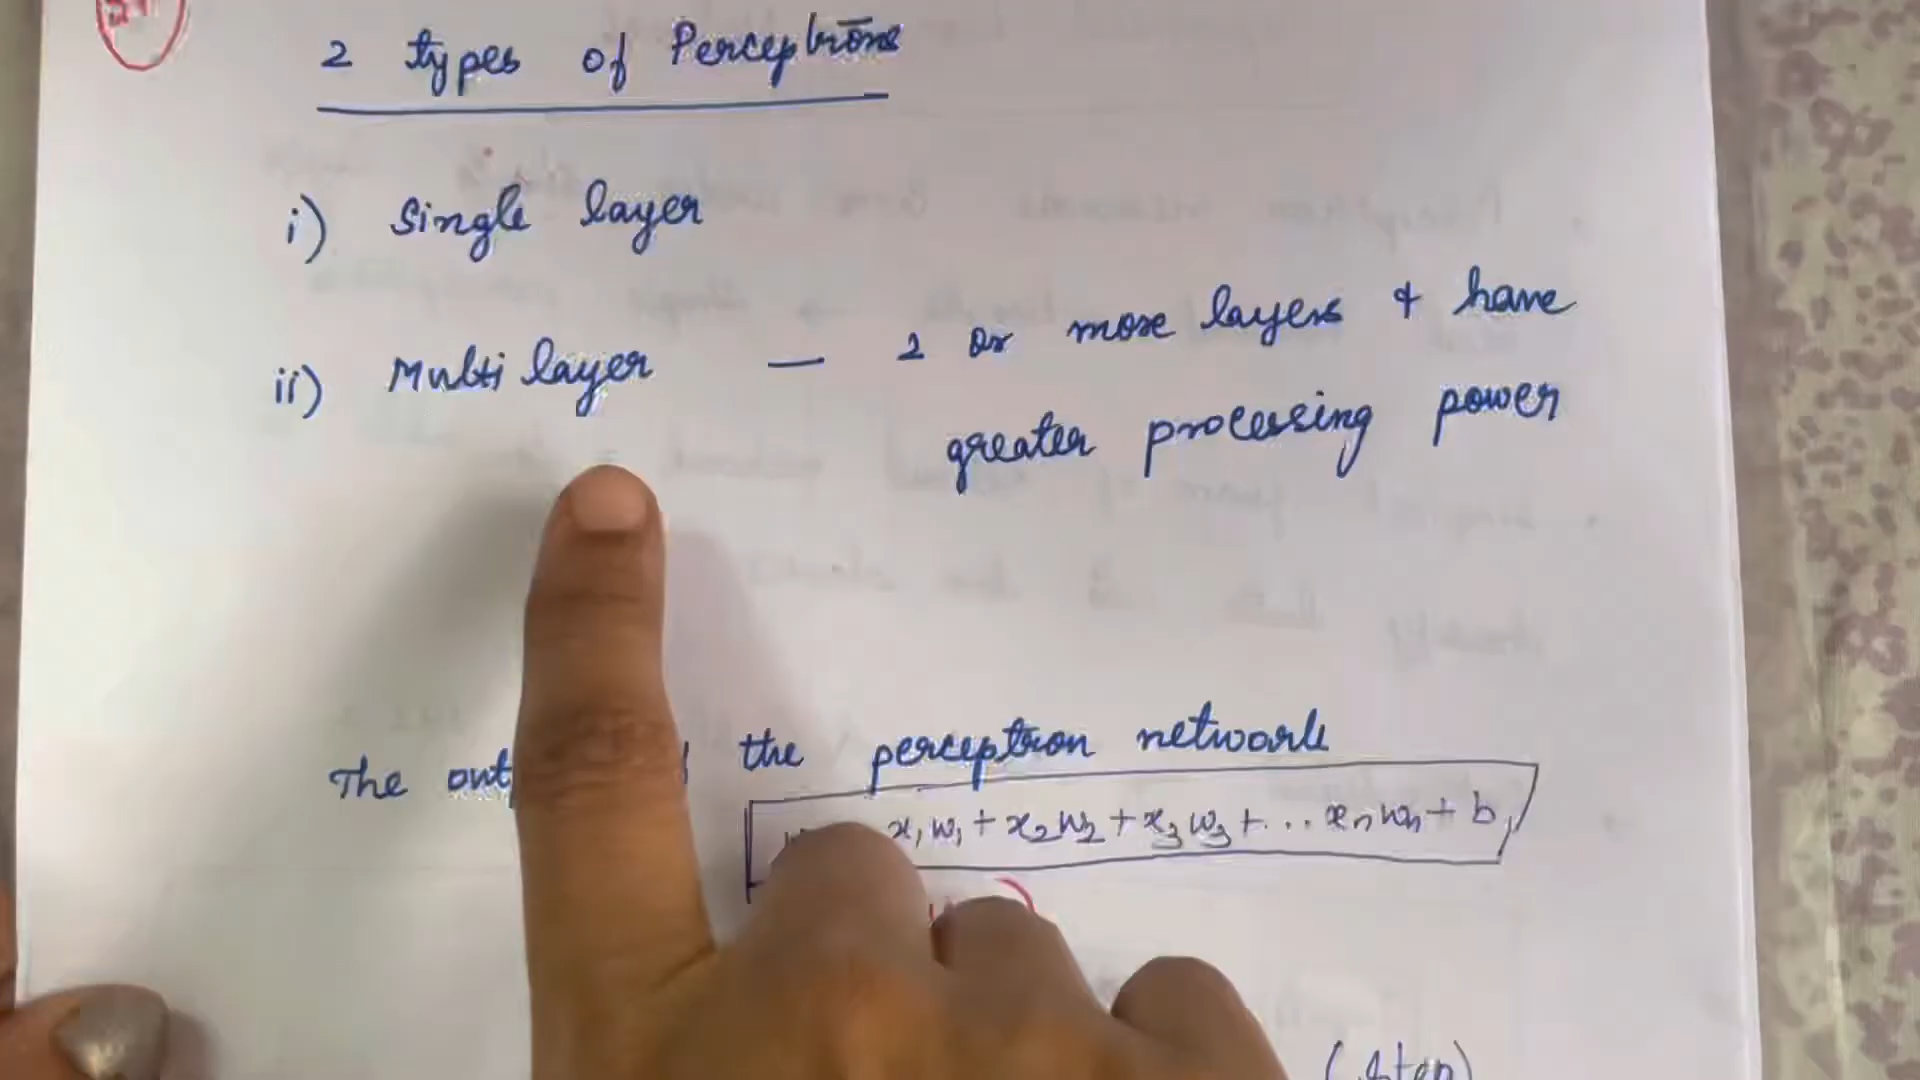 2 types of Perceptrons
i) Single layer
ii) Multi layer — 2 or more layers & have
greater processing power
The the perceptron network
x₁w₁ + x₂w₂ + x₃w₃ + ... xₙwₙ + b
(Step)